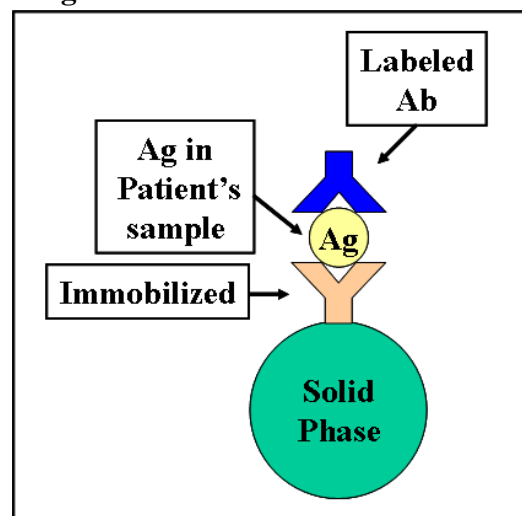 Labeled
Ab
Ag in
Patient's
sample
Ag
Immobilized
Solid
Phase